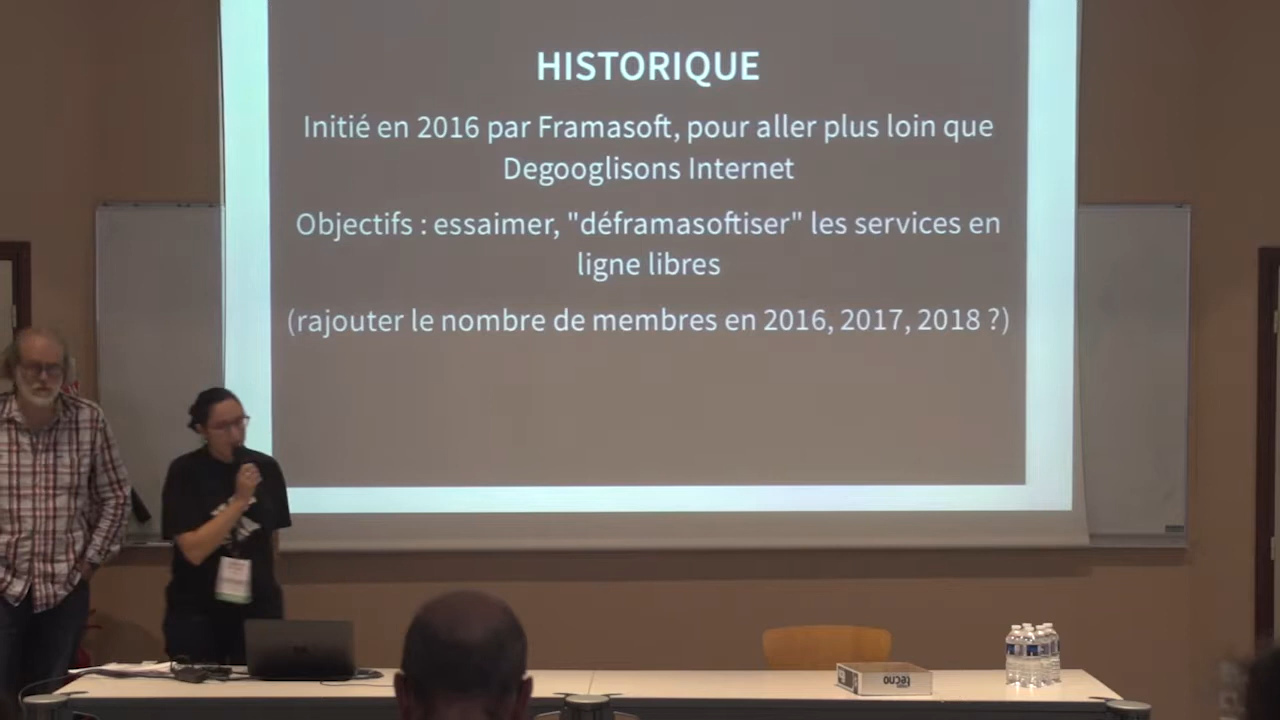 HISTORIQUE
Initié en 2016 par Framasoft, pour aller plus loin que
Degooglisons Internet
Objectifs : essaimer, "déframasoftiser" les services en
ligne libres
(rajouter le nombre de membres en 2016, 2017, 2018 ?)
tecno